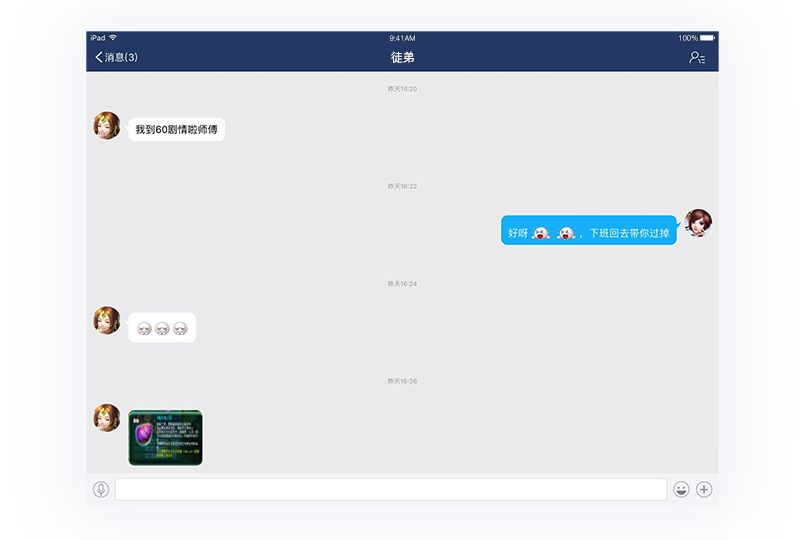 iPad
9:41AM
100%
消息(3)
徒弟
昨天16:20
我到60剧情啦师傅
昨天16:22
好呀 ，下班回去带你过掉
昨天16:24
昨天16:26